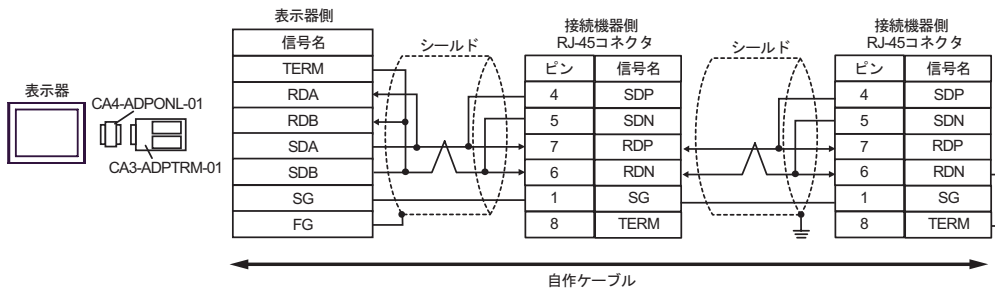 表示器
CA4-ADPONL-01
CA3-ADPTRM-01
表示器側
信号名
TERM
RDA
RDB
SDA
SDB
SG
FG
シールド
接続機器側
RJ-45コネクタ
ピン 信号名
4 SDP
5 SDN
7 RDP
6 RDN
1 SG
8 TERM
シールド
接続機器側
RJ-45コネクタ
ピン 信号名
4 SDP
5 SDN
7 RDP
6 RDN
1 SG
8 TERM
自作ケーブル